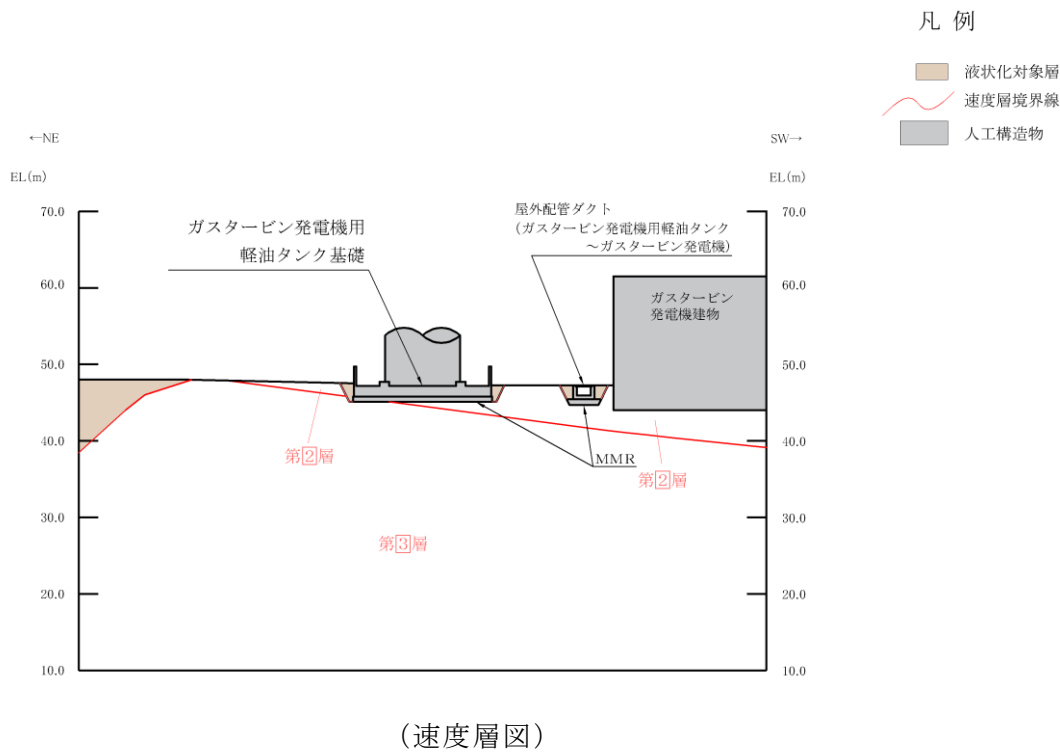 凡 例
液状化対象層
速度層境界線
人工構造物
←NE
SW→
EL(m)
EL(m)
70.0
60.0
50.0
40.0
30.0
20.0
10.0
ガスタービン発電機用
軽油タンク基礎
屋外配管ダクト
(ガスタービン発電機用軽油タンク
～ガスタービン発電機)
ガスタービン
発電機建物
第2層
MMR
第2層
第3層
70.0
60.0
50.0
40.0
30.0
20.0
10.0
(速度層図)